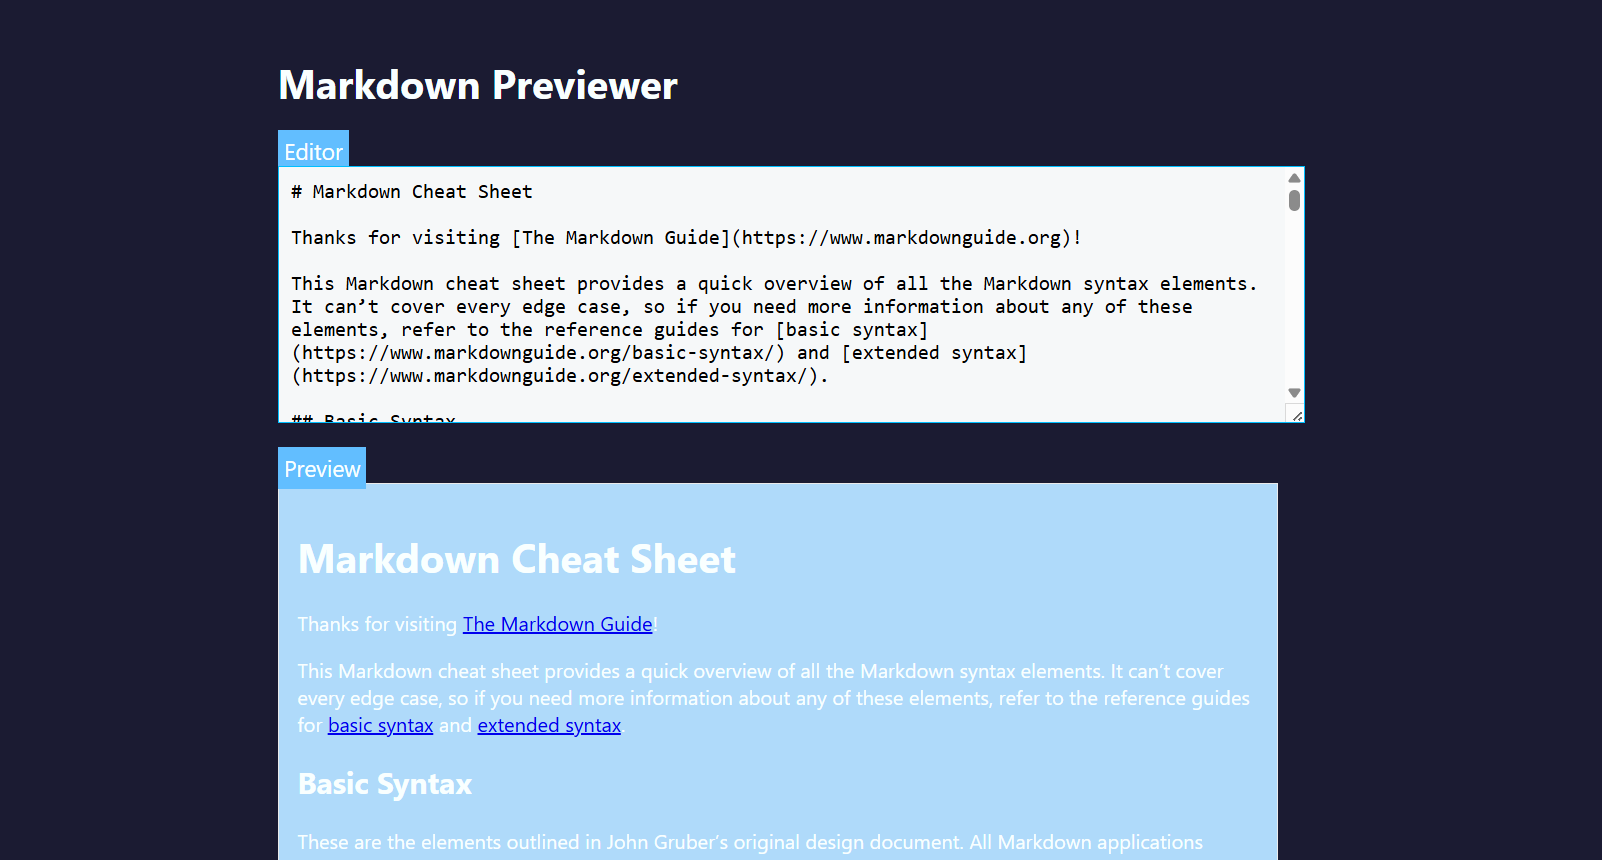 Markdown Previewer
Editor
# Markdown Cheat Sheet
Thanks for visiting [The Markdown Guide](https://www.markdownguide.org)!
This Markdown cheat sheet provides a quick overview of all the Markdown syntax elements.
It can’t cover every edge case, so if you need more information about any of these
elements, refer to the reference guides for [basic syntax]
(https://www.markdownguide.org/basic-syntax/) and [extended syntax]
(https://www.markdownguide.org/extended-syntax/).
## Basic Syntax
Preview
Markdown Cheat Sheet
Thanks for visiting The Markdown Guide!
This Markdown cheat sheet provides a quick overview of all the Markdown syntax elements. It can’t cover
every edge case, so if you need more information about any of these elements, refer to the reference guides
for basic syntax and extended syntax.
Basic Syntax
These are the elements outlined in John Gruber’s original design document. All Markdown applications